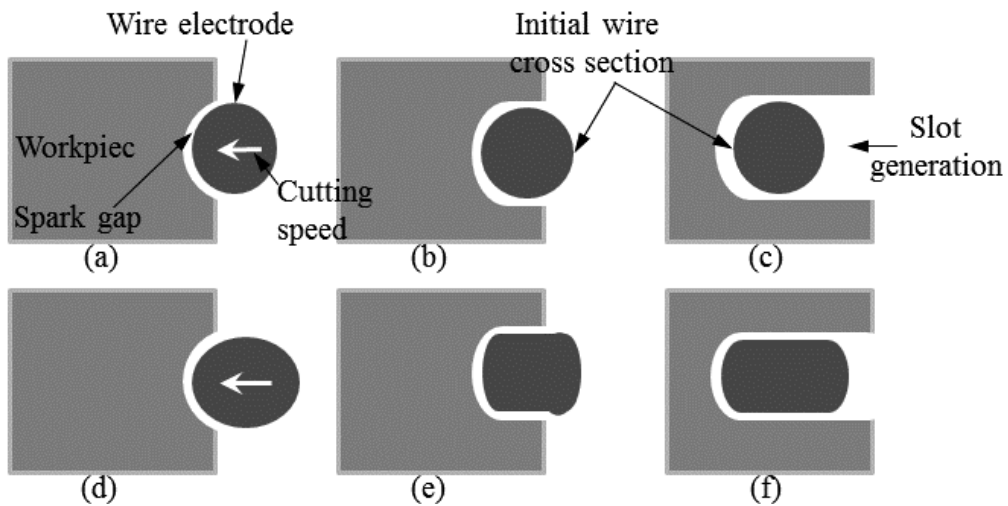 Wire electrode
Initial wire
cross section
Workpiec
Slot
generation
Cutting
speed
Spark gap
(a)
(b)
(c)
(d)
(e)
(f)